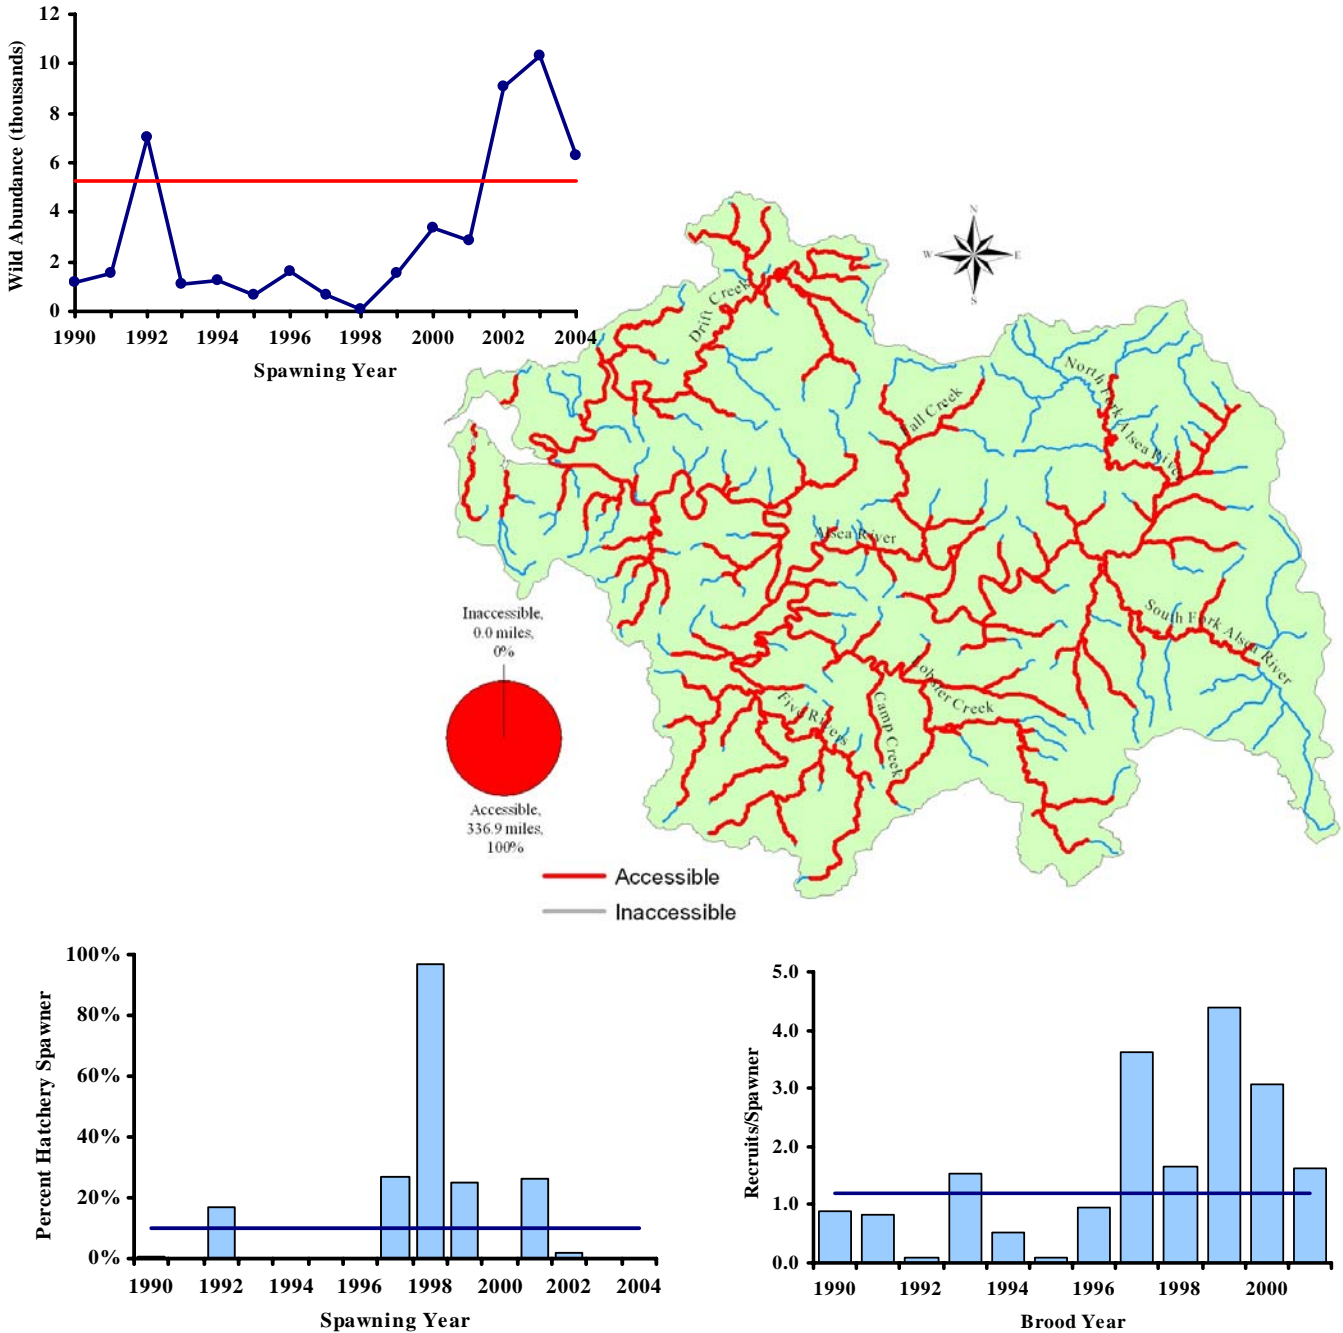 12
10
8
6
4
2
0
Wild Abundance (thousands)
1990 1992 1994 1996 1998 2000 2002 2004
Spawning Year
N
W E
S
Drift Creek
North Fork Alsea River
Fall Creek
Alsea River
South Fork Alsea River
Lobster Creek
Five Rivers
Camp Creek
Inaccessible,
0.0 miles,
0%
Accessible,
336.9 miles,
100%
Accessible
Inaccessible
100%
80%
60%
40%
20%
0%
Percent Hatchery Spawner
1990 1992 1994 1996 1998 2000 2002 2004
Spawning Year
5.0
4.0
3.0
2.0
1.0
0.0
Recruits/Spawner
1990 1992 1994 1996 1998 2000
Brood Year